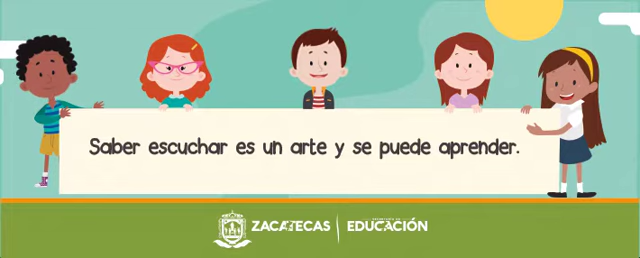 Saber escuchar es un arte y se puede aprender.
ZACATECAS
EDUCACIÓN